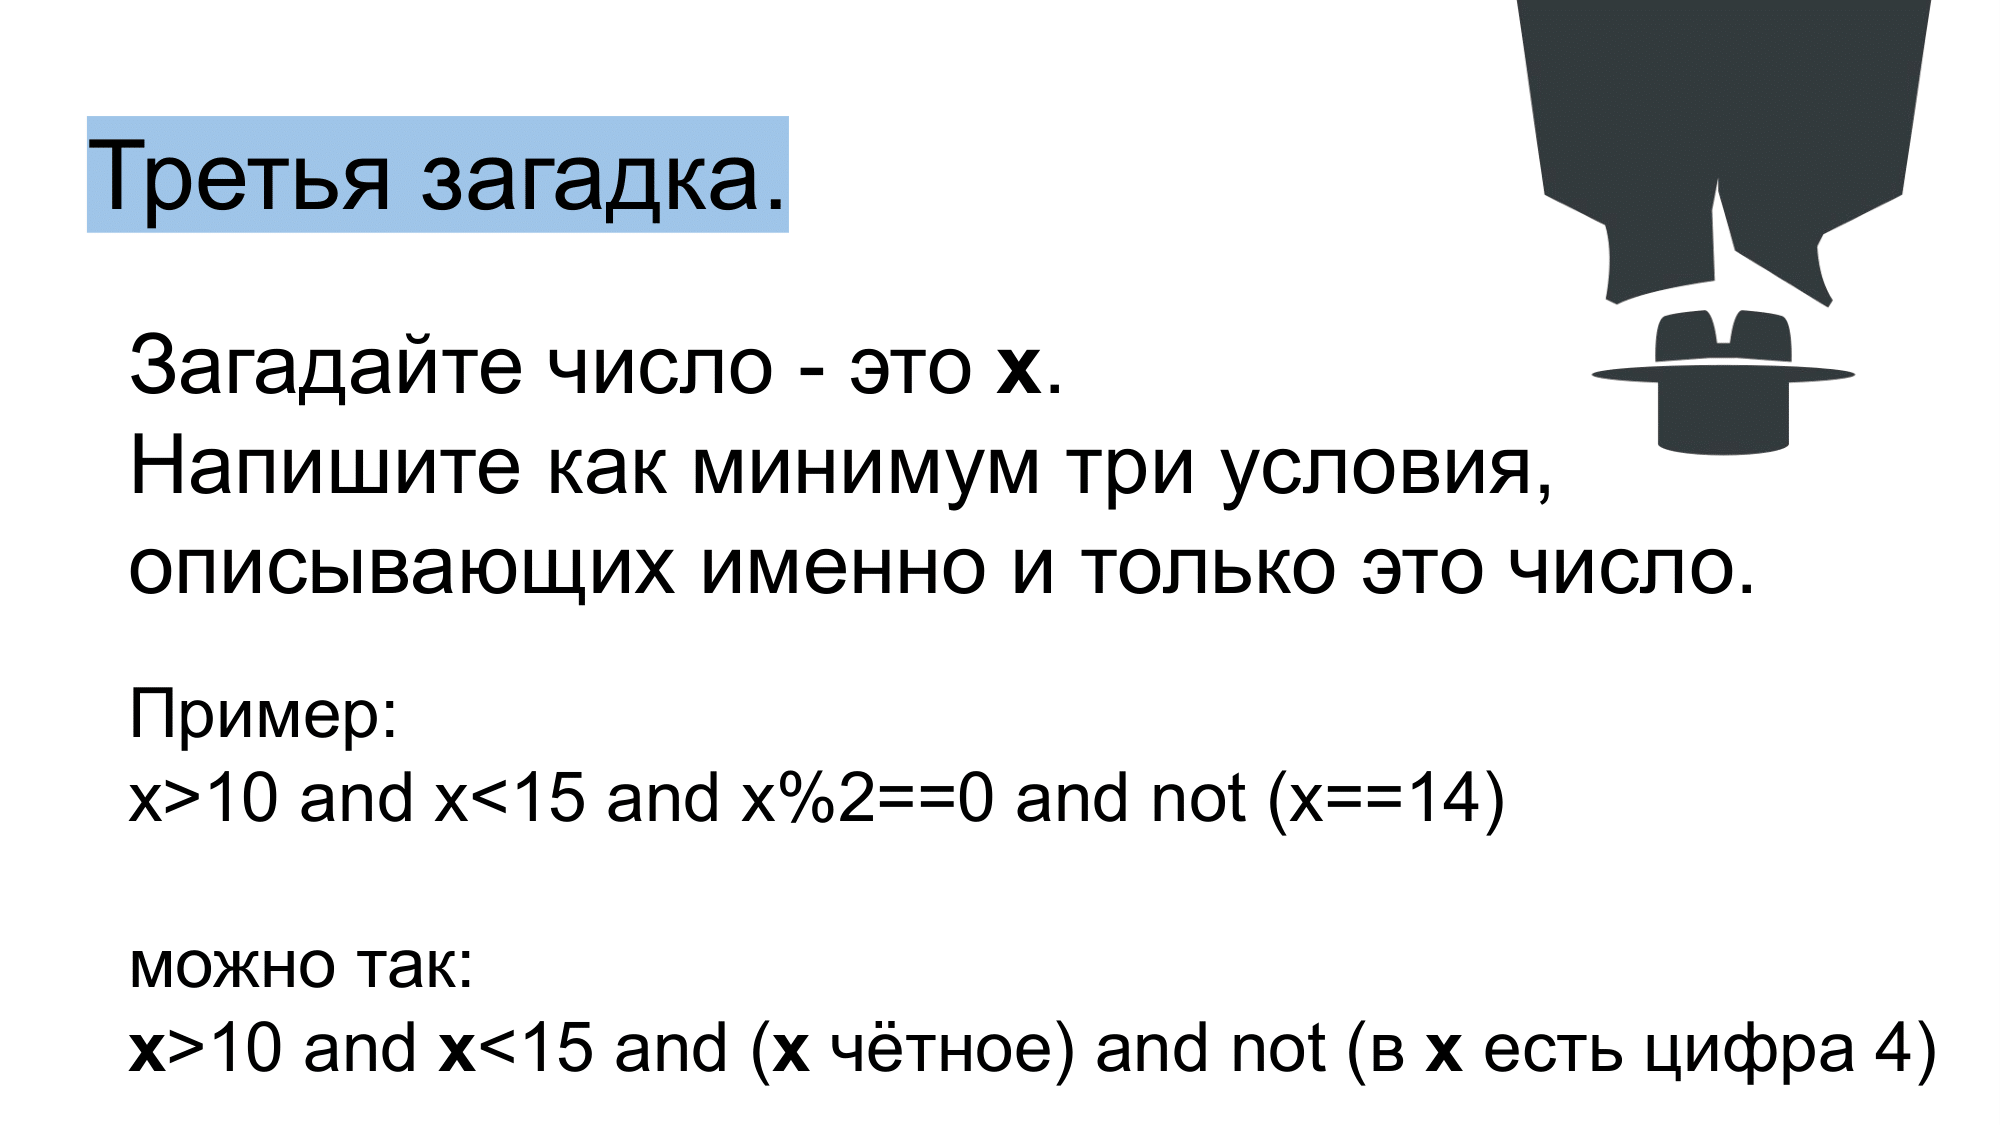 Третья загадка.
Загадайте число - это x.
Напишите как минимум три условия,
описывающих именно и только это число.
Пример:
x>10 and x<15 and x%2==0 and not (x==14)
можно так:
x>10 and x<15 and (x чётное) and not (в x есть цифра 4)